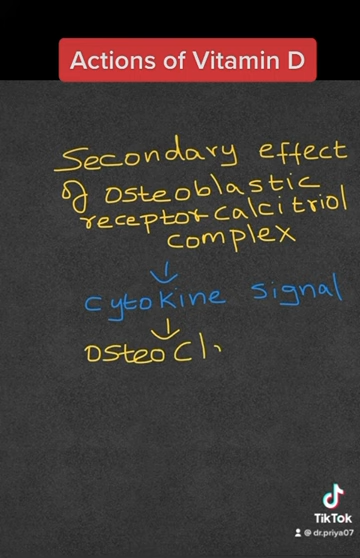 Actions of Vitamin D
Secondary effect
of osteoblastic
receptor calcitriol
complex
↓
cytokine signal
↓
osteocl
TikTok
@dr.priya07